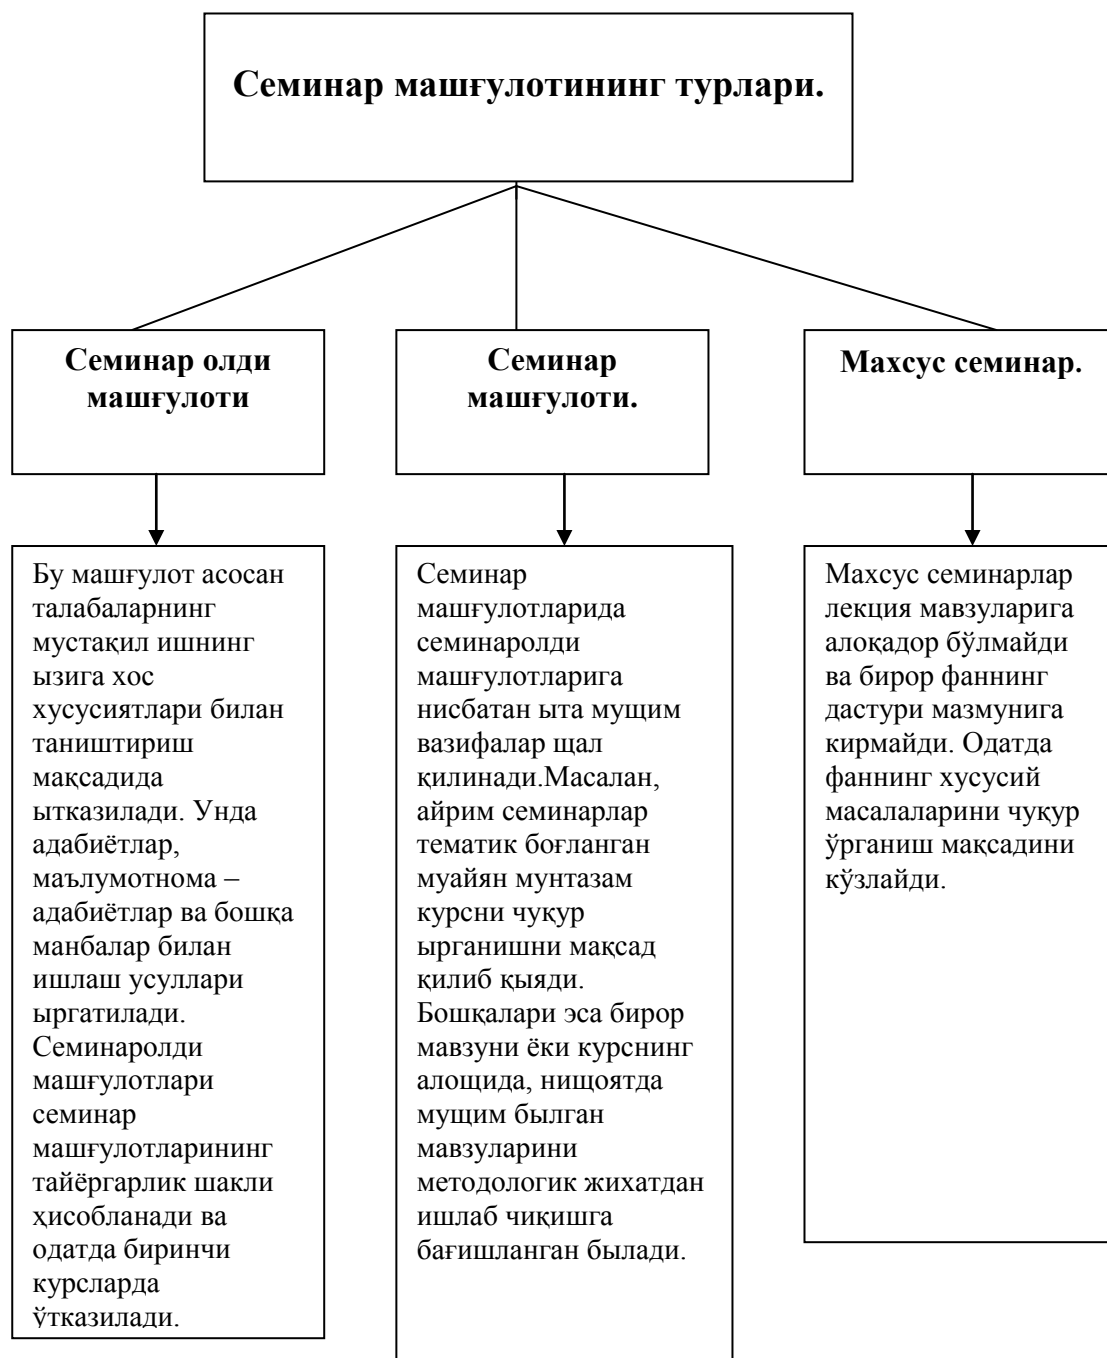 Семинар машғулотининг турлари.
Семинар олди
машғулоти
Семинар
машғулоти.
Махсус семинар.
Бу машғулот асосан
талабаларнинг
мустақил ишнинг
ызига хос
хусусиятлари билан
таништириш
мақсадида
ытказилади. Унда
адабиётлар,
маълумотнома –
адабиётлар ва бошқа
манбалар билан
ишлаш усуллари
ыргатилади.
Семинаролди
машғулотлари
семинар
машғулотларининг
тайёргарлик шакли
ҳисобланади ва
одатда биринчи
курсларда
ўтказилади.
Семинар
машғулотларида
семинаролди
машғулотларига
нисбатан ыта мущим
вазифалар щал
қилинади.Масалан,
айрим семинарлар
тематик боғланган
муайян мунтазам
курсни чуқур
ырганишни мақсад
қилиб қыяди.
Бошқалари эса бирор
мавзуни ёки курснинг
алощида, нищоятда
мущим былган
мавзуларини
методологик жихатдан
ишлаб чиқишга
бағишланган былади.
Махсус семинарлар
лекция мавзуларига
алоқадор бўлмайди
ва бирор фаннинг
дастури мазмунига
кирмайди. Одатда
фаннинг хусусий
масалаларини чуқур
ўрганиш мақсадини
кўзлайди.